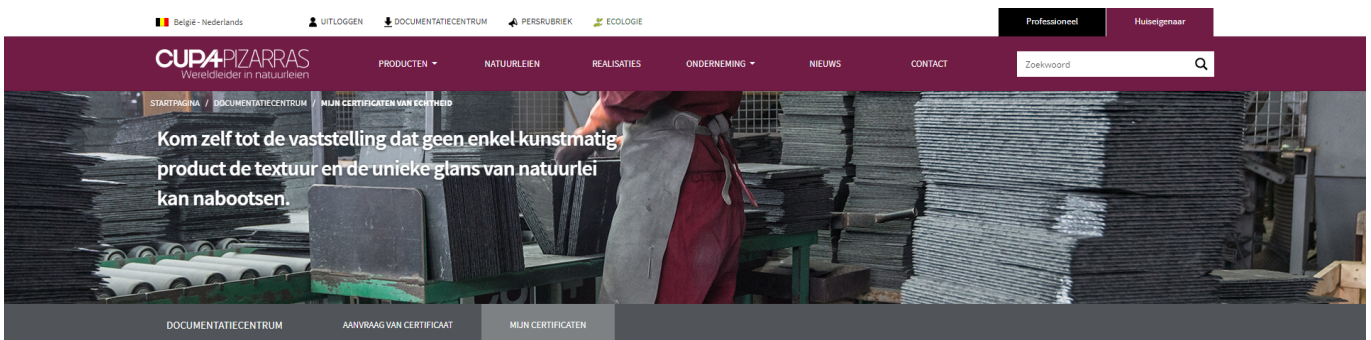 België - Nederlands
UITLOGGEN
DOCUMENTATIECENTRUM
PERSRUBRIEK
ECOLOGIE
Professioneel
Huiseigenaar
CUPA PIZARRAS
Wereldleider in natuurleien
PRODUCTEN
NATUURLEIEN
REALISATIES
ONDERNEMING
NIEUWS
CONTACT
Zoekwoord
STARTPAGINA / DOCUMENTATIECENTRUM / MIJN CERTIFICATEN VAN ECHTHEID
Kom zelf tot de vaststelling dat geen enkel kunstmatig
product de textuur en de unieke glans van natuurlei
kan nabootsen.
DOCUMENTATIECENTRUM
AANVRAAG VAN CERTIFICAAT
MIJN CERTIFICATEN